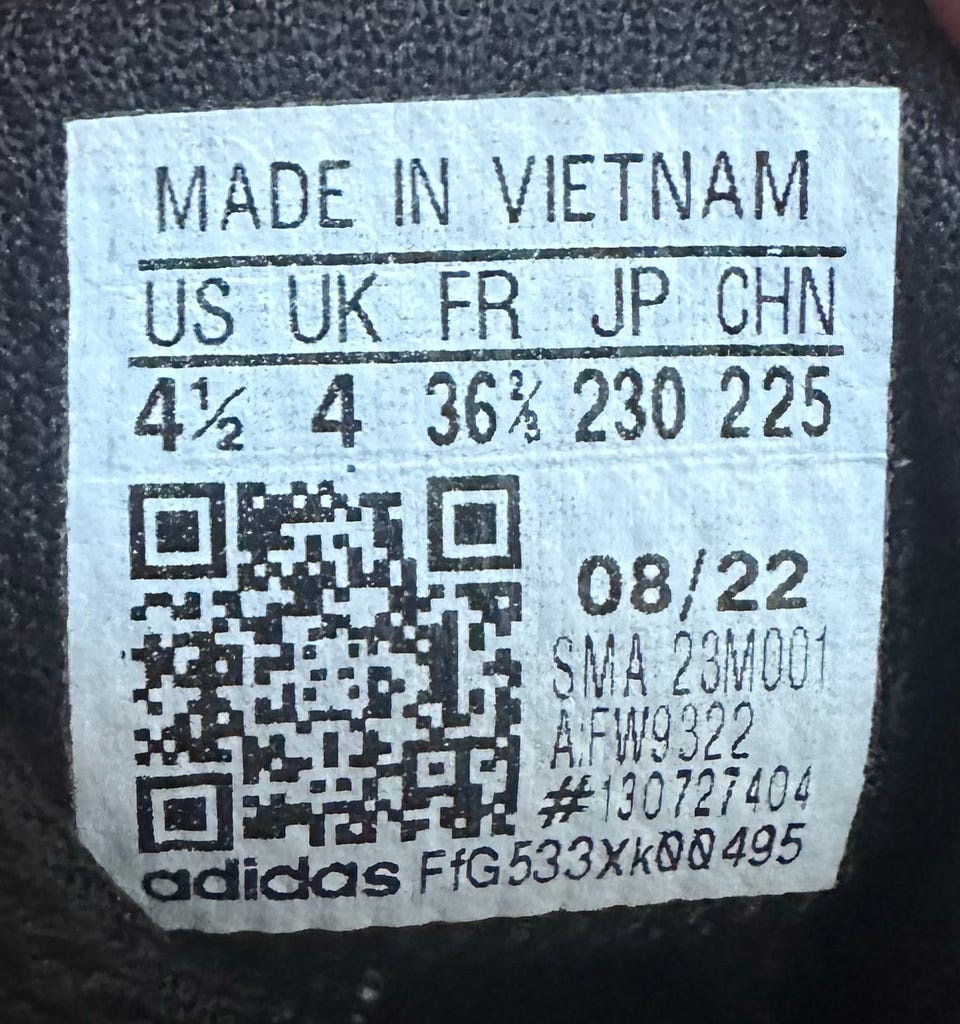 MADE IN VIETNAM
US UK FR JP CHN
4½ 4 36⅔ 230 225
08/22
SMA 23M001
A:FW9322
#130727404
adidas FfG533Xk00495